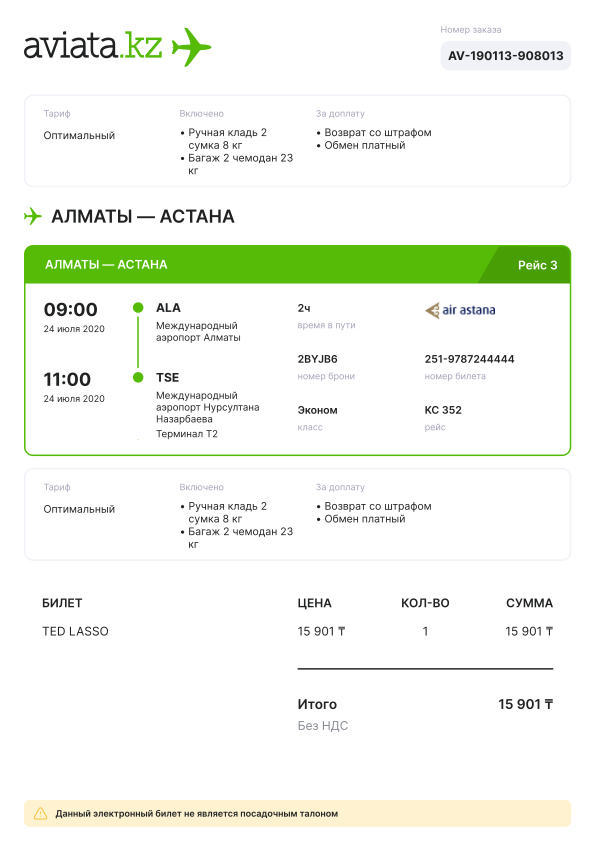 aviata.kz
Номер заказа
AV-190113-908013
Тариф
Включено
За доплату
Оптимальный
• Ручная кладь 2
сумка 8 кг
• Багаж 2 чемодан 23
кг
• Возврат со штрафом
• Обмен платный
АЛМАТЫ — АСТАНА
АЛМАТЫ — АСТАНА
Рейс 3
09:00
24 июля 2020
ALA
Международный
аэропорт Алматы
2ч
время в пути
air astana
11:00
24 июля 2020
TSE
Международный
аэропорт Нурсултана
Назарбаева
Терминал Т2
2BYJB6
номер брони
251-9787244444
номер билета
Эконом
класс
KC 352
рейс
Тариф
Включено
За доплату
Оптимальный
• Ручная кладь 2
сумка 8 кг
• Багаж 2 чемодан 23
кг
• Возврат со штрафом
• Обмен платный
БИЛЕТ ЦЕНА КОЛ-ВО СУММА
TED LASSO 15 901 ₸ 1 15 901 ₸
Итого 15 901 ₸
Без НДС
Данный электронный билет не является посадочным талоном